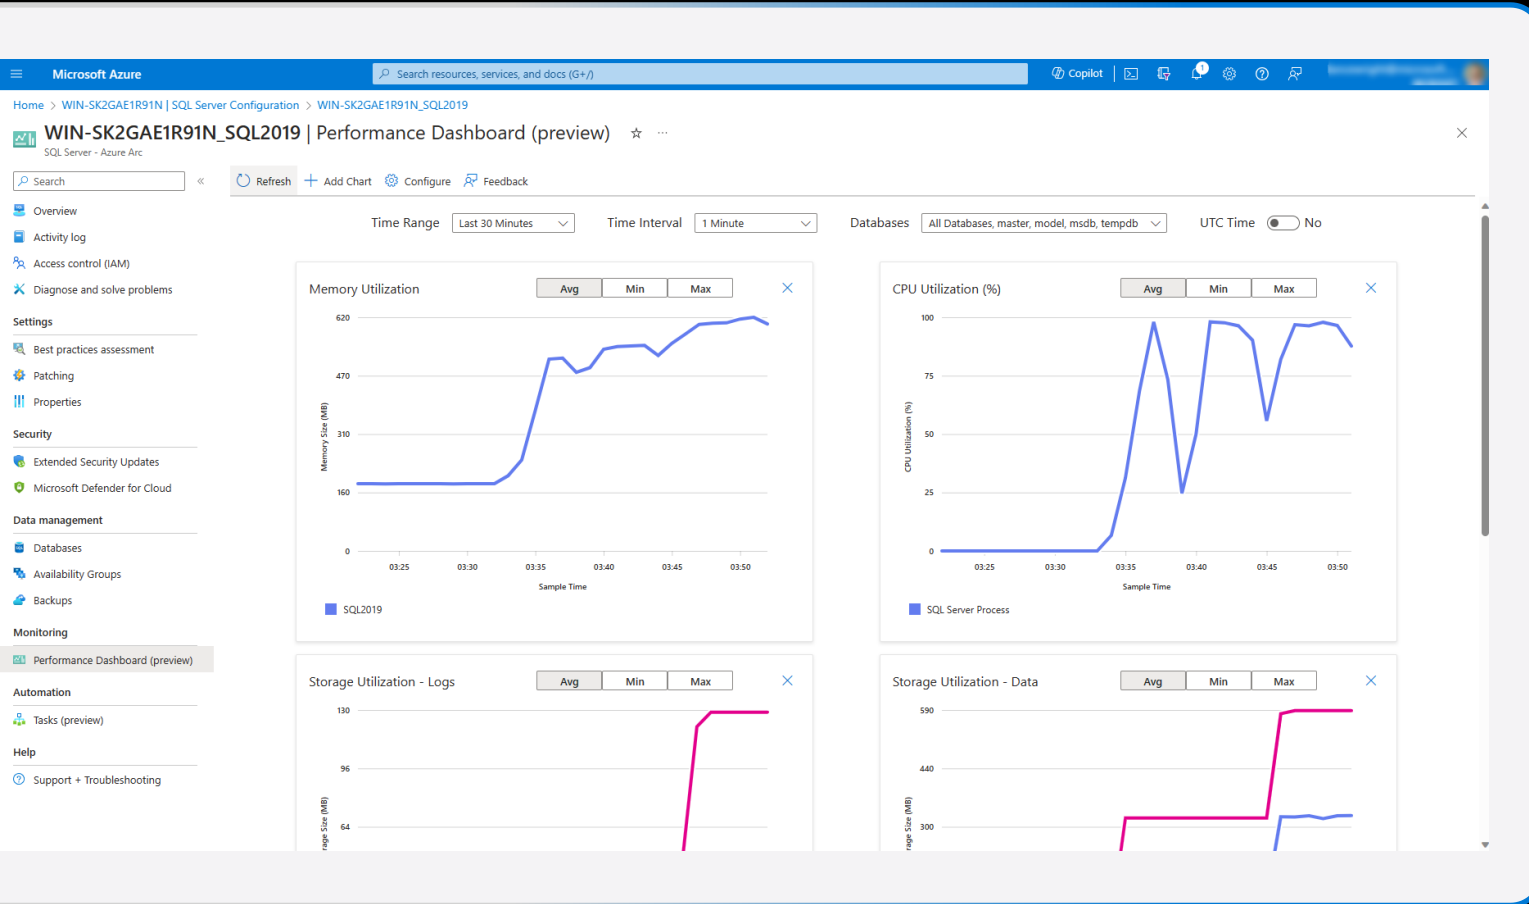 Microsoft Azure
Search resources, services, and docs (G+/)
Copilot
1
Home > WIN-SK2GAE1R91N | SQL Server Configuration > WIN-SK2GAE1R91N_SQL2019
WIN-SK2GAE1R91N_SQL2019 | Performance Dashboard (preview)
SQL Server - Azure Arc
Search
Overview
Activity log
Access control (IAM)
Diagnose and solve problems
Settings
Best practices assessment
Patching
Properties
Security
Extended Security Updates
Microsoft Defender for Cloud
Data management
Databases
Availability Groups
Backups
Monitoring
Performance Dashboard (preview)
Automation
Tasks (preview)
Help
Support + Troubleshooting
Refresh Add Chart Configure Feedback
Time Range Last 30 Minutes Time Interval 1 Minute Databases All Databases, master, model, msdb, tempdb UTC Time No
Memory Utilization Avg Min Max
620
470
310
160
0
Memory Size (MB)
03:25 03:30 03:35 03:40 03:45 03:50
Sample Time
SQL2019
CPU Utilization (%) Avg Min Max
100
75
50
25
0
CPU Utilization (%)
03:25 03:30 03:35 03:40 03:45 03:50
Sample Time
SQL Server Process
Storage Utilization - Logs Avg Min Max
130
96
64
rage Size (MB)
Storage Utilization - Data Avg Min Max
590
440
300
rage Size (MB)